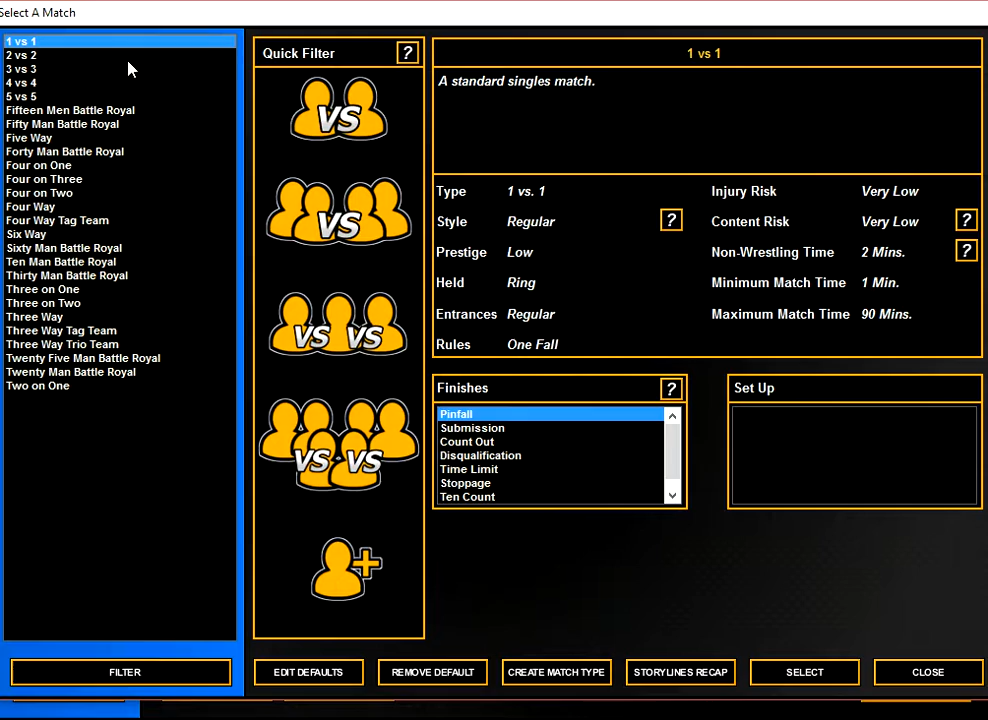 Select A Match
1 vs 1
2 vs 2
3 vs 3
4 vs 4
5 vs 5
Fifteen Men Battle Royal
Fifty Man Battle Royal
Five Way
Forty Man Battle Royal
Four on One
Four on Three
Four on Two
Four Way
Four Way Tag Team
Six Way
Sixty Man Battle Royal
Ten Man Battle Royal
Thirty Man Battle Royal
Three on One
Three on Two
Three Way
Three Way Tag Team
Three Way Trio Team
Twenty Five Man Battle Royal
Twenty Man Battle Royal
Two on One
FILTER
Quick Filter ?
VS
VS
VS VS
VS VS
1 vs 1
A standard singles match.
Type 1 vs. 1
Style Regular ?
Prestige Low
Held Ring
Entrances Regular
Rules One Fall
Injury Risk Very Low
Content Risk Very Low ?
Non-Wrestling Time 2 Mins. ?
Minimum Match Time 1 Min.
Maximum Match Time 90 Mins.
Finishes ?
Pinfall
Submission
Count Out
Disqualification
Time Limit
Stoppage
Ten Count
Set Up
EDIT DEFAULTS
REMOVE DEFAULT
CREATE MATCH TYPE
STORYLINES RECAP
SELECT
CLOSE